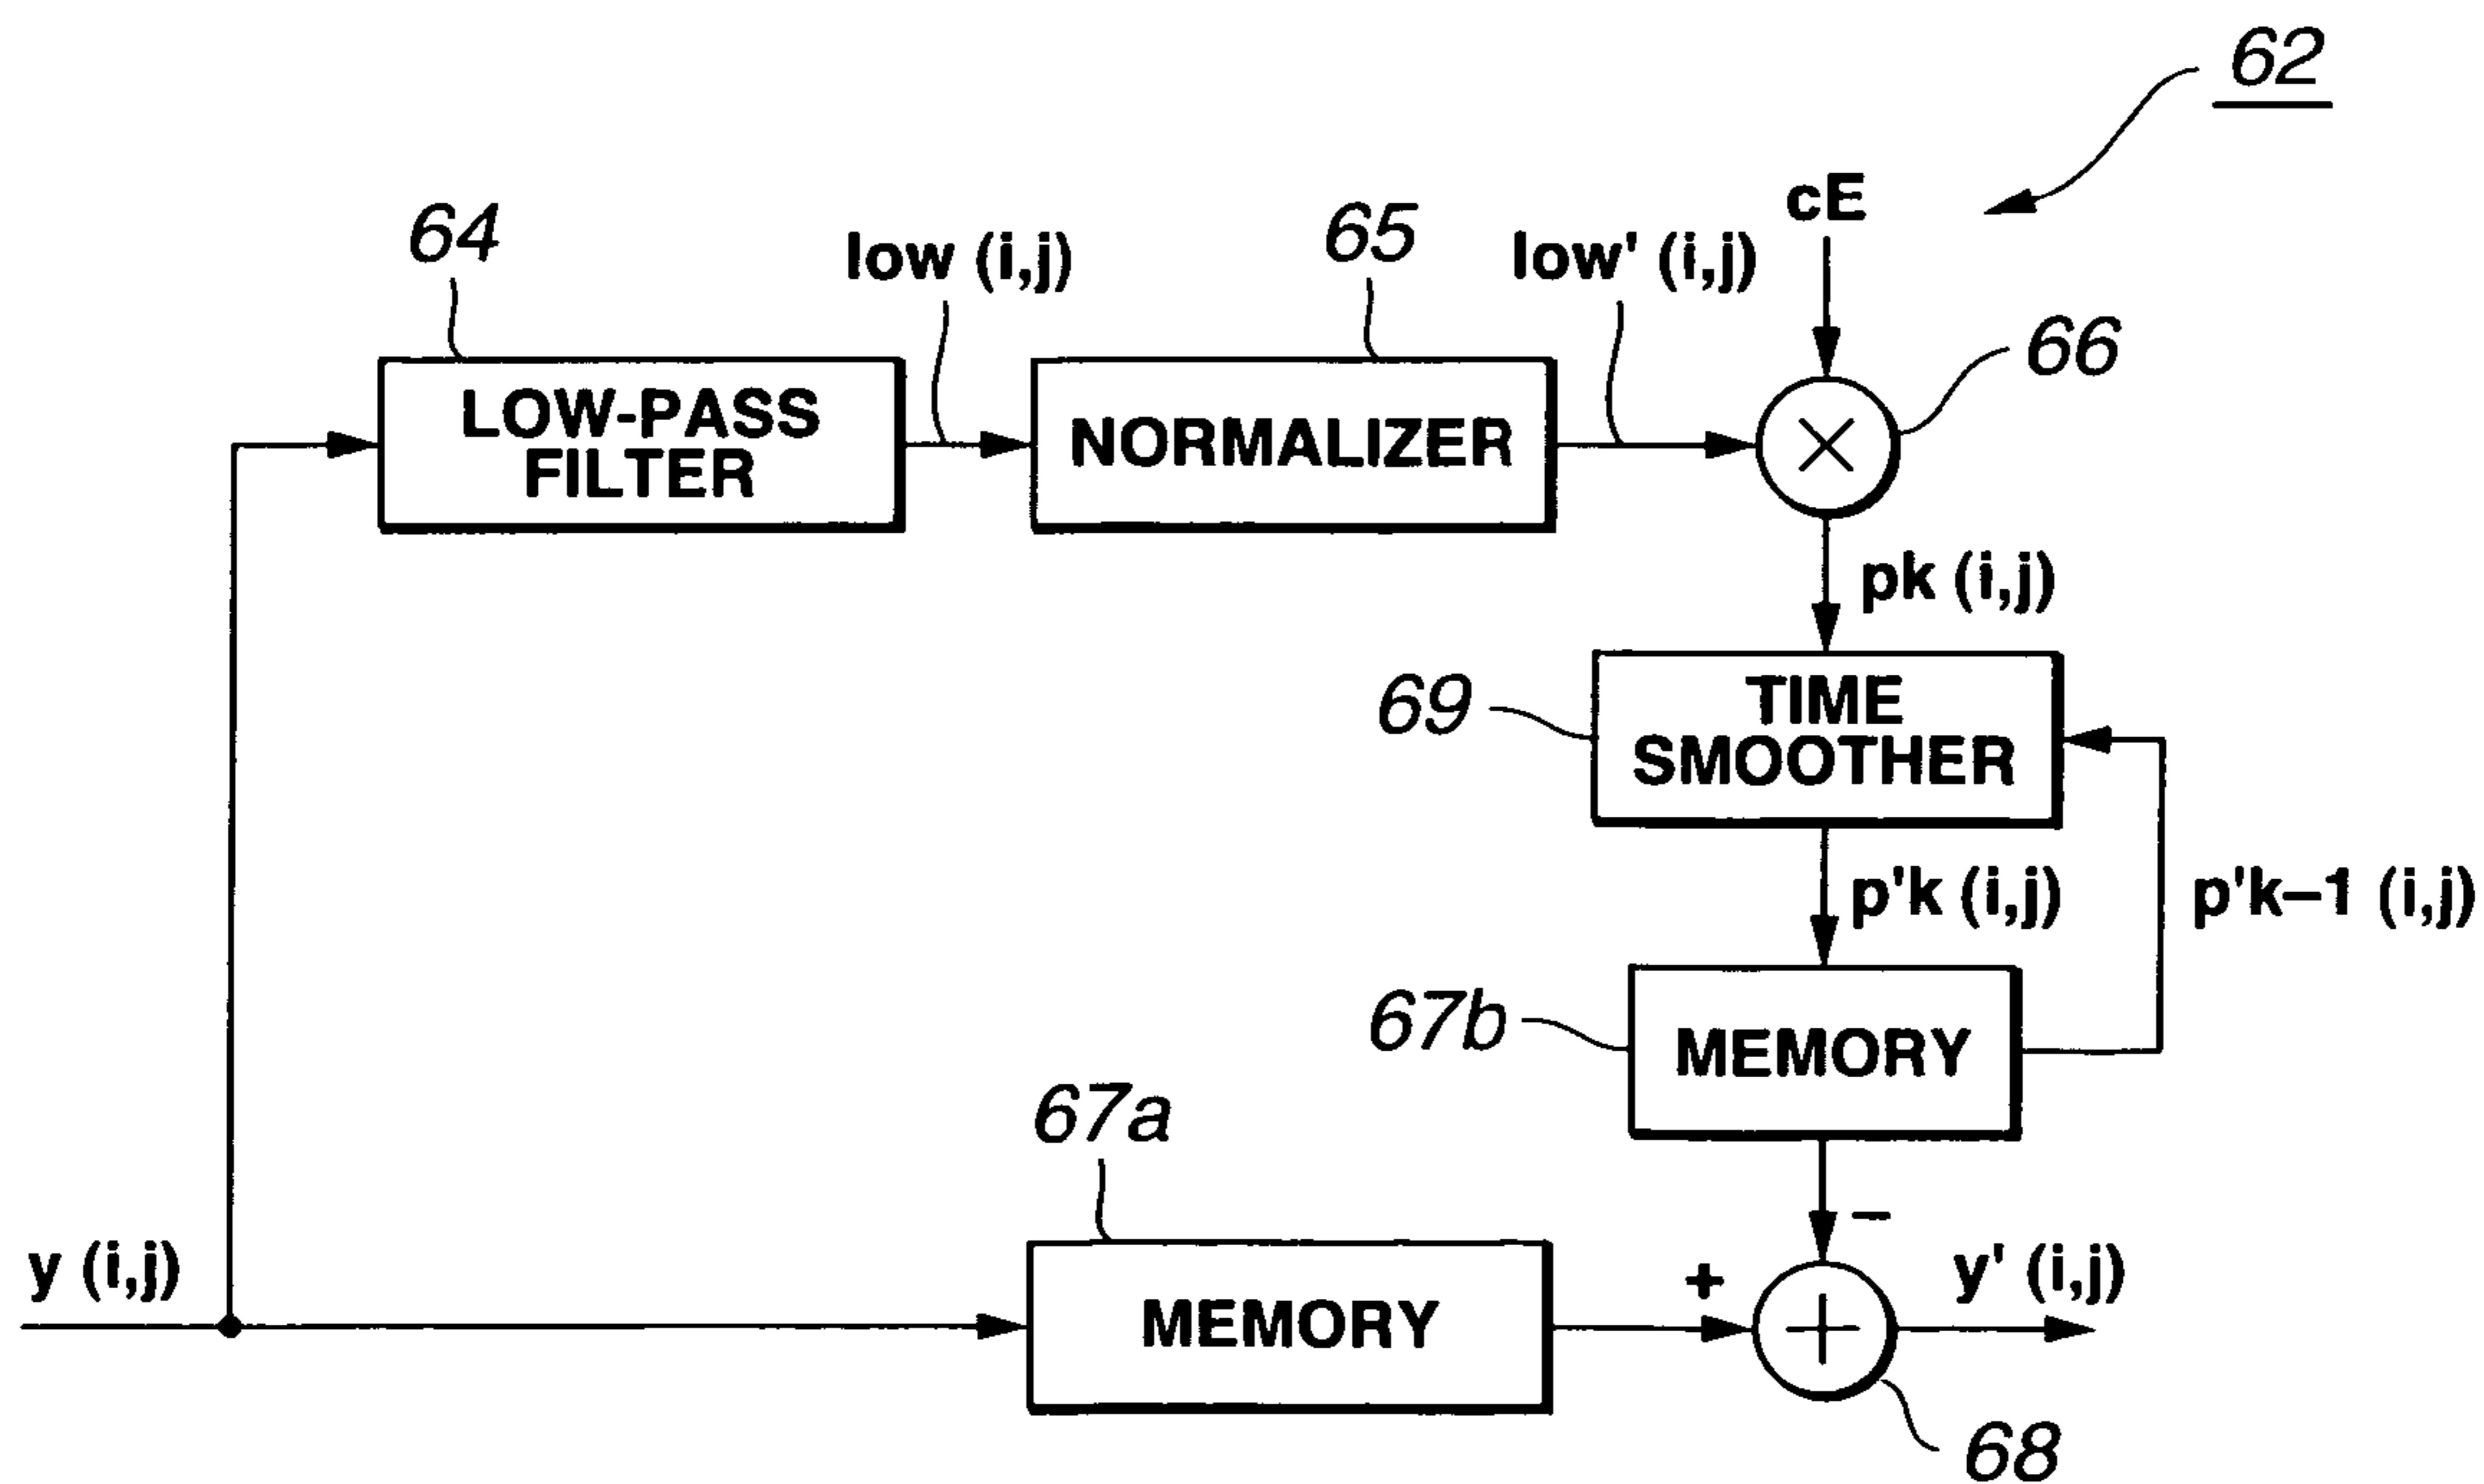 62
cE
64
low (i,j)
65
low' (i,j)
66
LOW-PASS
FILTER
NORMALIZER
×
pk (i,j)
69
TIME
SMOOTHER
p'k (i,j)
p'k–1 (i,j)
67b
MEMORY
67a
–
y (i,j)
MEMORY
+
+
y' (i,j)
68